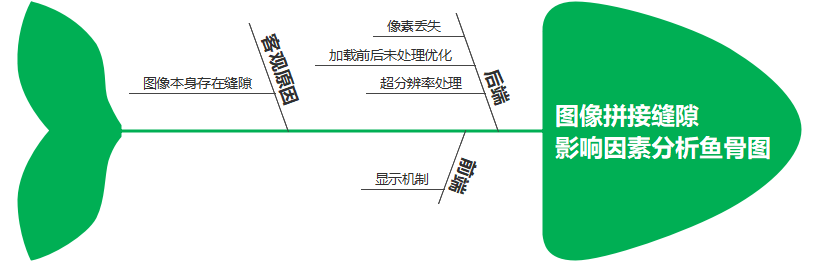 客观原因
图像本身存在缝隙
后端
像素丢失
加载前后未处理优化
超分辨率处理
前端
显示机制
图像拼接缝隙
影响因素分析鱼骨图